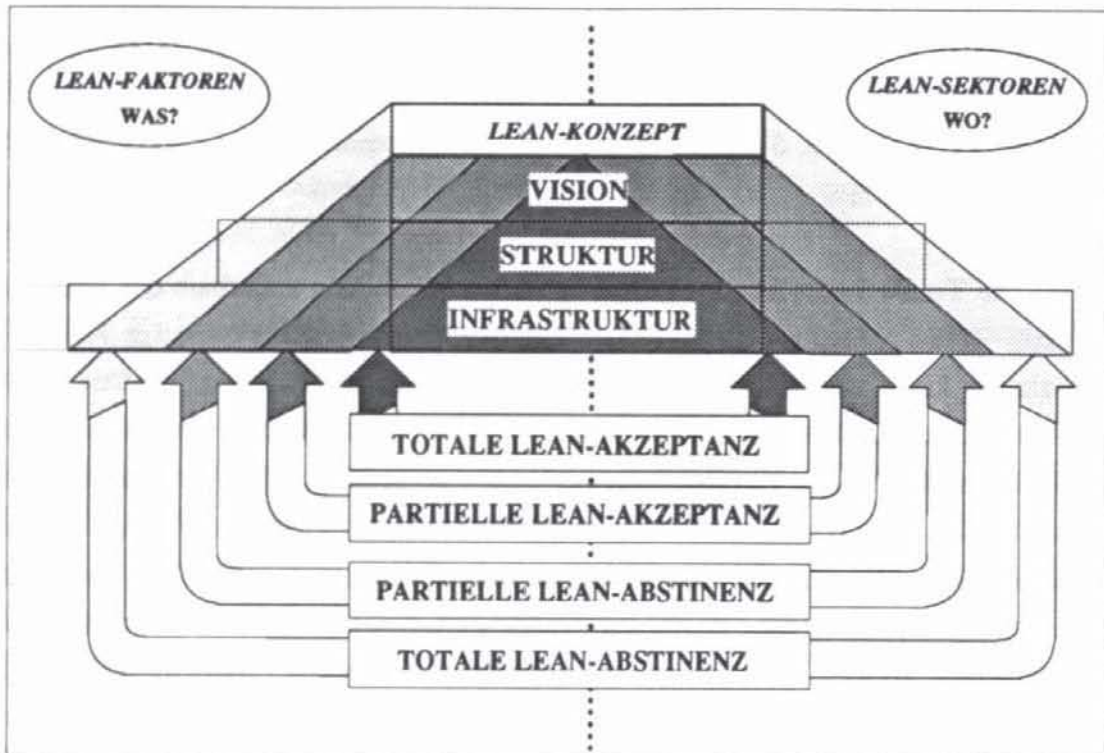 LEAN-FAKTOREN
WAS?
LEAN-SEKTOREN
WO?
LEAN-KONZEPT
VISION
STRUKTUR
INFRASTRUKTUR
TOTALE LEAN-AKZEPTANZ
PARTIELLE LEAN-AKZEPTANZ
PARTIELLE LEAN-ABSTINENZ
TOTALE LEAN-ABSTINENZ